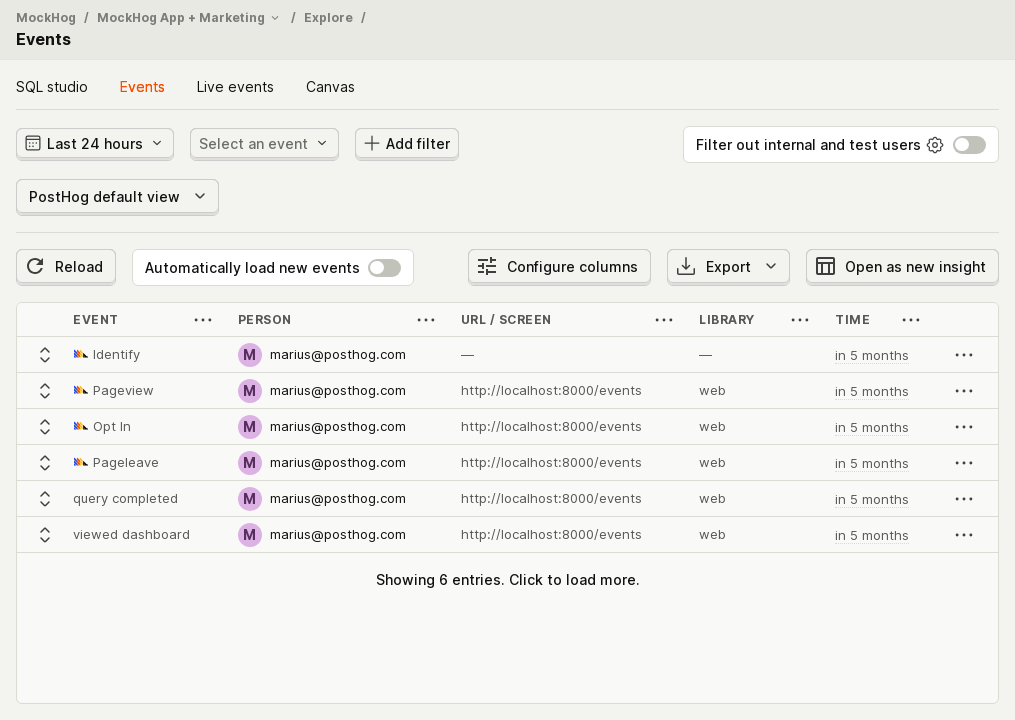 MockHog / MockHog App + Marketing / Explore /
Events
SQL studio Events Live events Canvas
Last 24 hours Select an event Add filter Filter out internal and test users
PostHog default view
Reload Automatically load new events Configure columns Export Open as new insight
EVENT PERSON URL / SCREEN LIBRARY TIME
Identify M marius@posthog.com — — in 5 months
Pageview M marius@posthog.com http://localhost:8000/events web in 5 months
Opt In M marius@posthog.com http://localhost:8000/events web in 5 months
Pageleave M marius@posthog.com http://localhost:8000/events web in 5 months
query completed M marius@posthog.com http://localhost:8000/events web in 5 months
viewed dashboard M marius@posthog.com http://localhost:8000/events web in 5 months
Showing 6 entries. Click to load more.